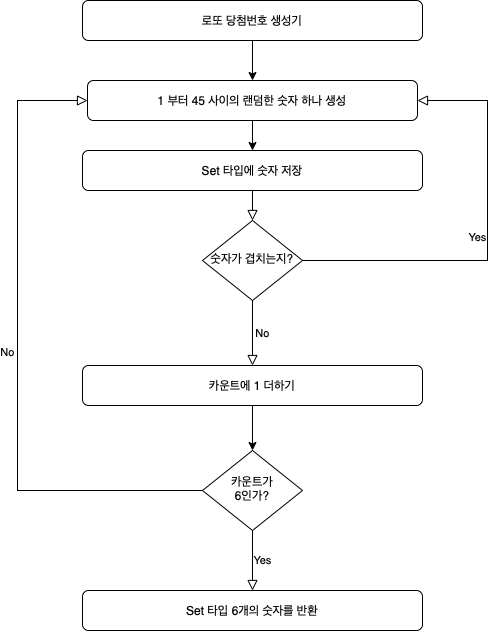 로또 당첨번호 생성기
1 부터 45 사이의 랜덤한 숫자 하나 생성
Set 타입에 숫자 저장
숫자가 겹치는지?
Yes
No
No
카운트에 1 더하기
카운트가
6인가?
Yes
Set 타입 6개의 숫자를 반환